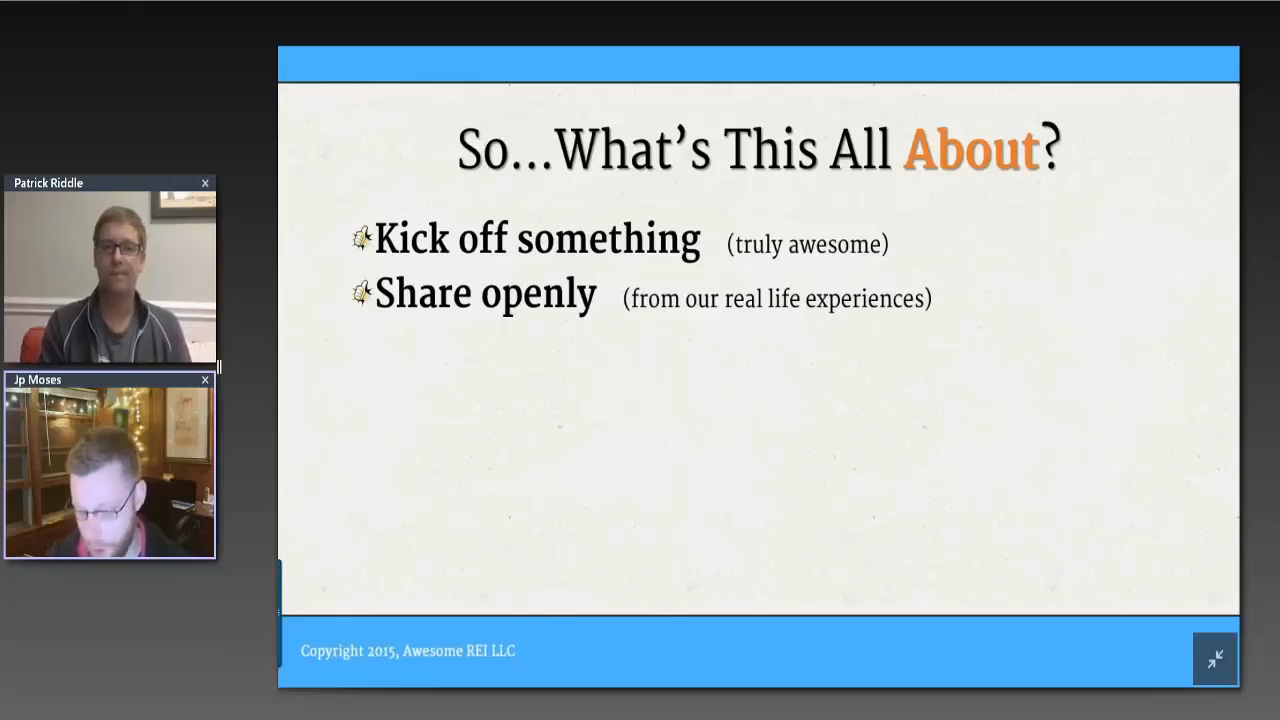 So...What's This All About?
Kick off something (truly awesome)
Share openly (from our real life experiences)
Patrick Riddle
Jp Moses
Copyright 2015, Awesome REI LLC